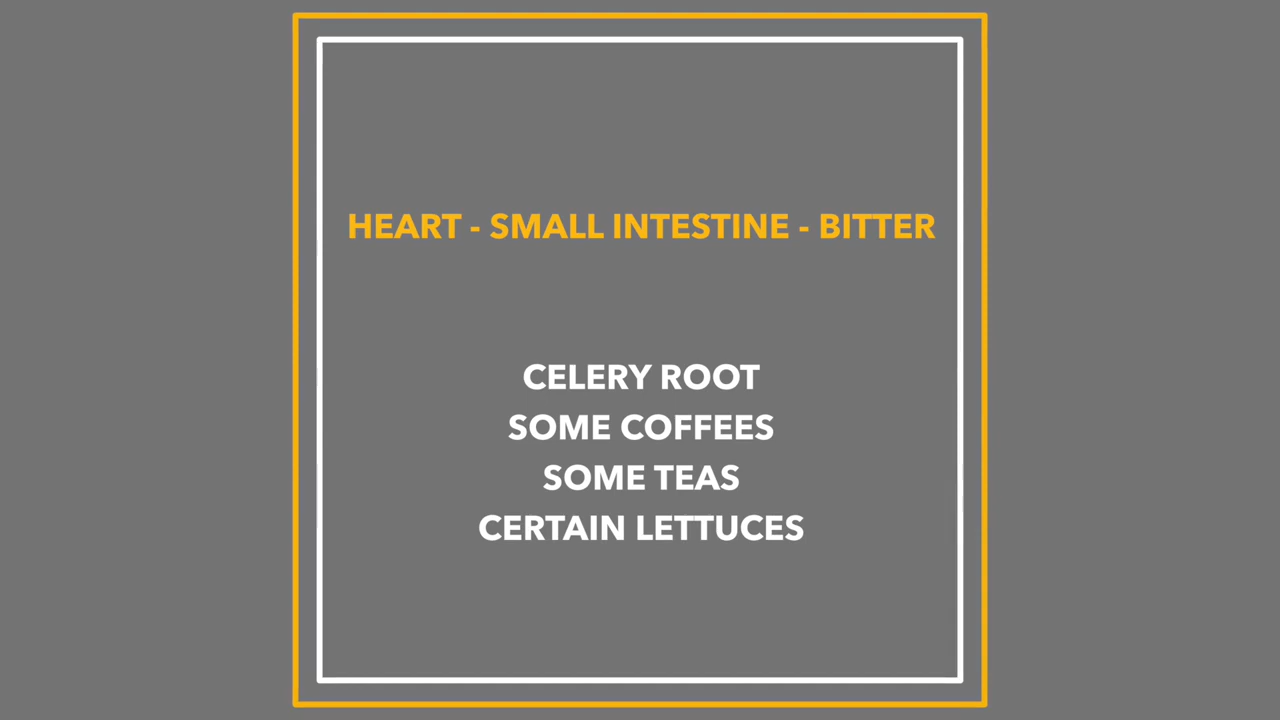 HEART - SMALL INTESTINE - BITTER
CELERY ROOT
SOME COFFEES
SOME TEAS
CERTAIN LETTUCES